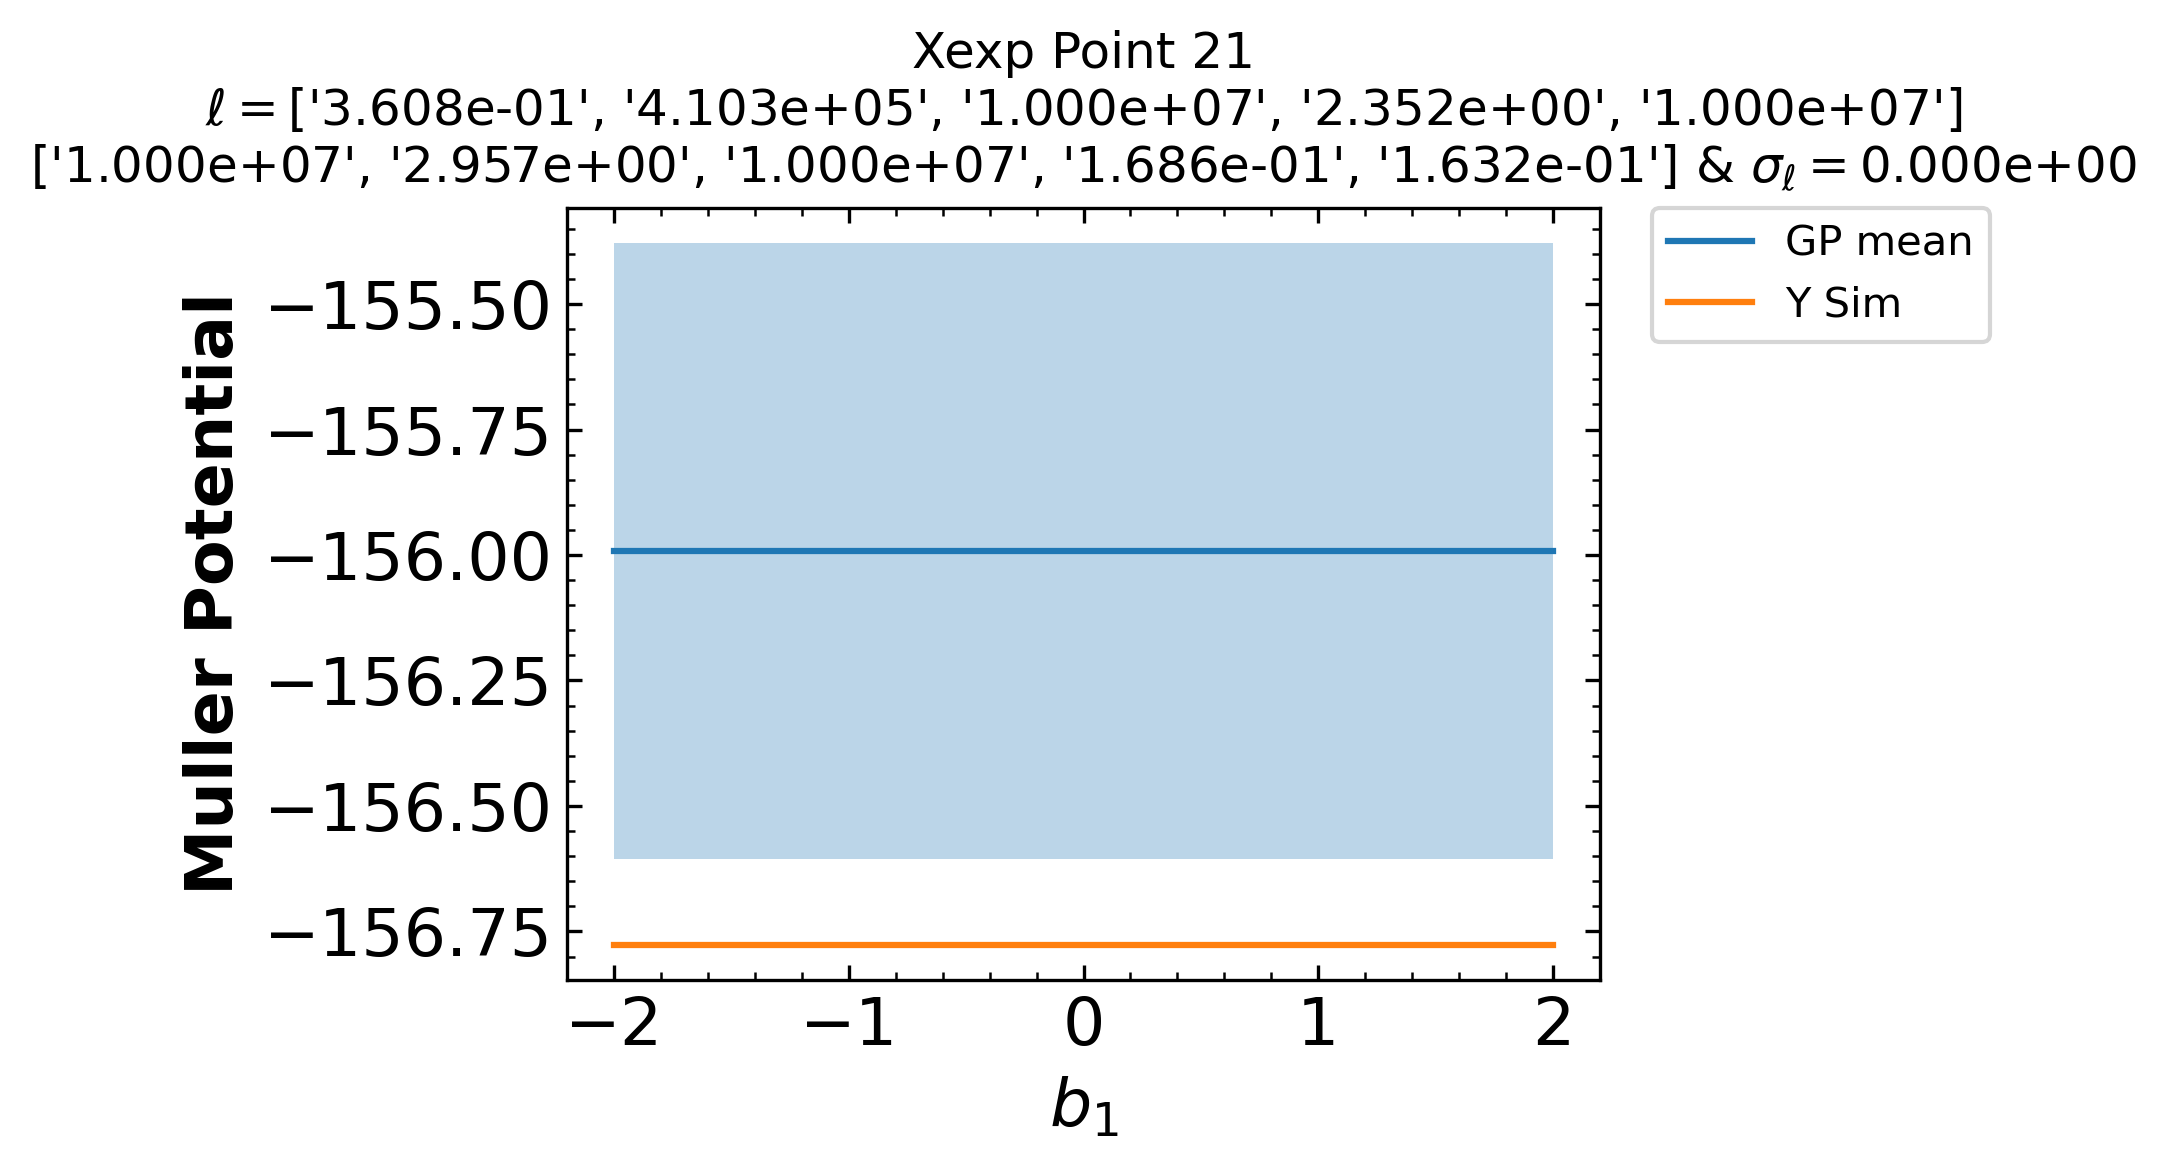 Xexp Point 21
ℓ = ['3.608e-01', '4.103e+05', '1.000e+07', '2.352e+00', '1.000e+07']
['1.000e+07', '2.957e+00', '1.000e+07', '1.686e-01', '1.632e-01'] & σℓ = 0.000e+00
GP mean
Y Sim
Muller Potential
−155.50
−155.75
−156.00
−156.25
−156.50
−156.75
−2 −1 0 1 2
b₁